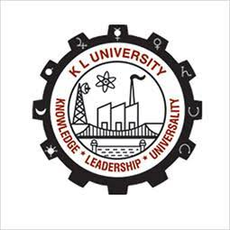 K L UNIVERSITY
KNOWLEDGE * LEADERSHIP * UNIVERSALITY